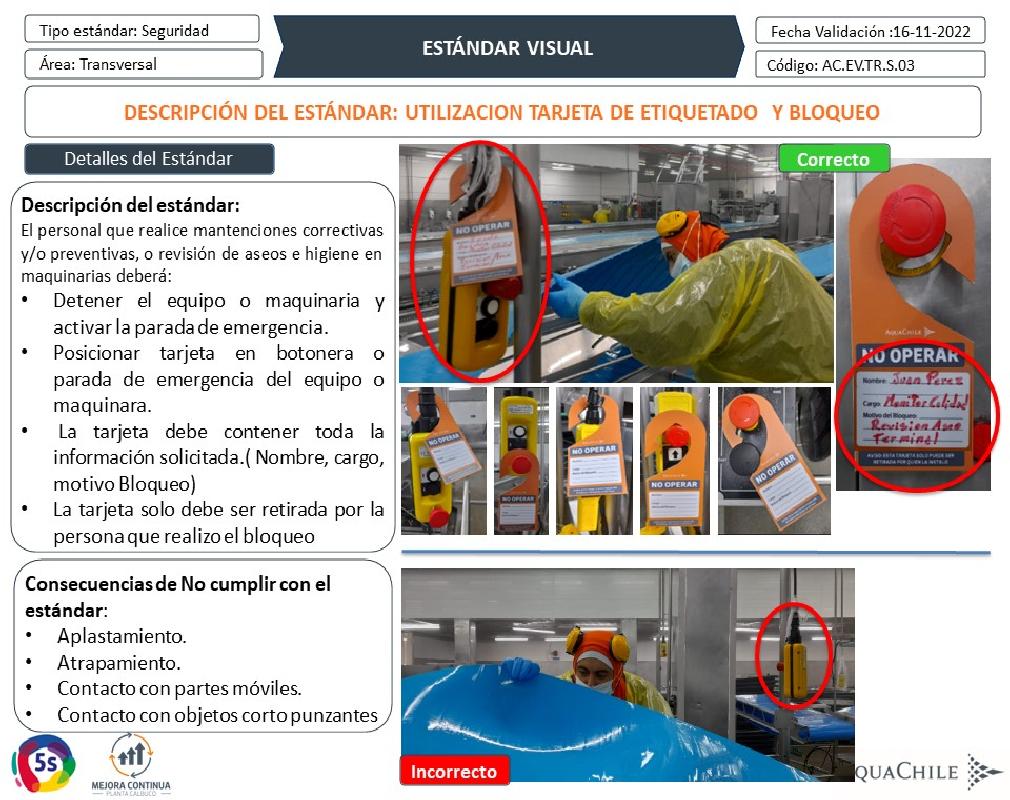 Tipo estándar: Seguridad
Área: Transversal
ESTÁNDAR VISUAL
Fecha Validación :16-11-2022
Código: AC.EV.TR.S.03
DESCRIPCIÓN DEL ESTÁNDAR: UTILIZACION TARJETA DE ETIQUETADO Y BLOQUEO
Detalles del Estándar
Descripción del estándar:
El personal que realice mantenciones correctivas
y/o preventivas, o revisión de aseos e higiene en
maquinarias deberá:
• Detener el equipo o maquinaria y
activar la parada de emergencia.
• Posicionar tarjeta en botonera o
parada de emergencia del equipo o
maquinara.
• La tarjeta debe contener toda la
información solicitada.( Nombre, cargo,
motivo Bloqueo)
• La tarjeta solo debe ser retirada por la
persona que realizo el bloqueo
Consecuencias de No cumplir con el
estándar:
• Aplastamiento.
• Atrapamiento.
• Contacto con partes móviles.
• Contacto con objetos corto punzantes
5s
MEJORA CONTINUA
PLANTA CALBUCO
Correcto
NO OPERAR
AQUACHILE
NO OPERAR
Nombre: Juan Perez
Cargo: Monitor Calidad
Motivo del Bloqueo:
Revision Aseo
Terminal
AVISO: ESTA TARJETA SOLO PUEDE SER
RETIRADA POR QUIEN LA INSTALÓ
NO OPERAR
NO OPERAR
NO OPERAR
NO OPERAR
NO OPERAR
Incorrecto
QUACHILE